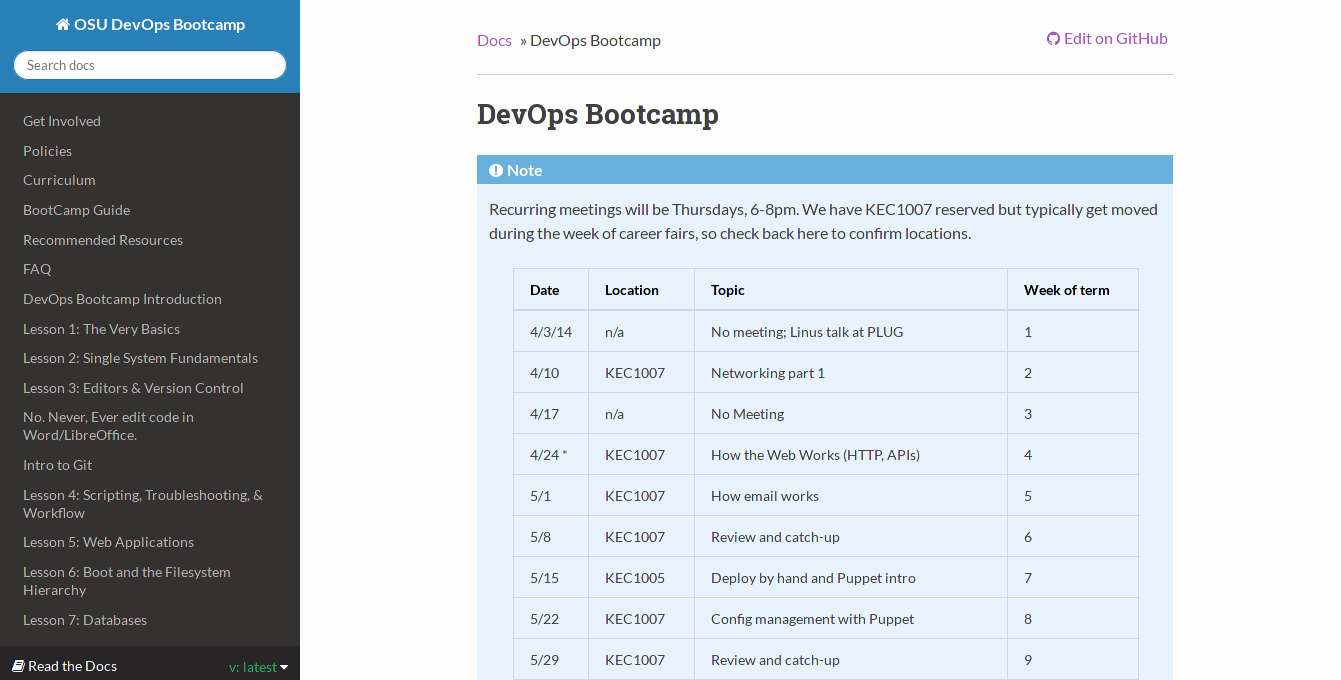 OSU DevOps Bootcamp
Search docs
Get Involved
Policies
Curriculum
BootCamp Guide
Recommended Resources
FAQ
DevOps Bootcamp Introduction
Lesson 1: The Very Basics
Lesson 2: Single System Fundamentals
Lesson 3: Editors & Version Control
No. Never, Ever edit code in
Word/LibreOffice.
Intro to Git
Lesson 4: Scripting, Troubleshooting, &
Workflow
Lesson 5: Web Applications
Lesson 6: Boot and the Filesystem
Hierarchy
Lesson 7: Databases
Read the Docs v: latest
Docs » DevOps Bootcamp Edit on GitHub
DevOps Bootcamp
Note
Recurring meetings will be Thursdays, 6-8pm. We have KEC1007 reserved but typically get moved
during the week of career fairs, so check back here to confirm locations.
Date Location Topic Week of term
4/3/14 n/a No meeting; Linus talk at PLUG 1
4/10 KEC1007 Networking part 1 2
4/17 n/a No Meeting 3
4/24 * KEC1007 How the Web Works (HTTP, APIs) 4
5/1 KEC1007 How email works 5
5/8 KEC1007 Review and catch-up 6
5/15 KEC1005 Deploy by hand and Puppet intro 7
5/22 KEC1007 Config management with Puppet 8
5/29 KEC1007 Review and catch-up 9